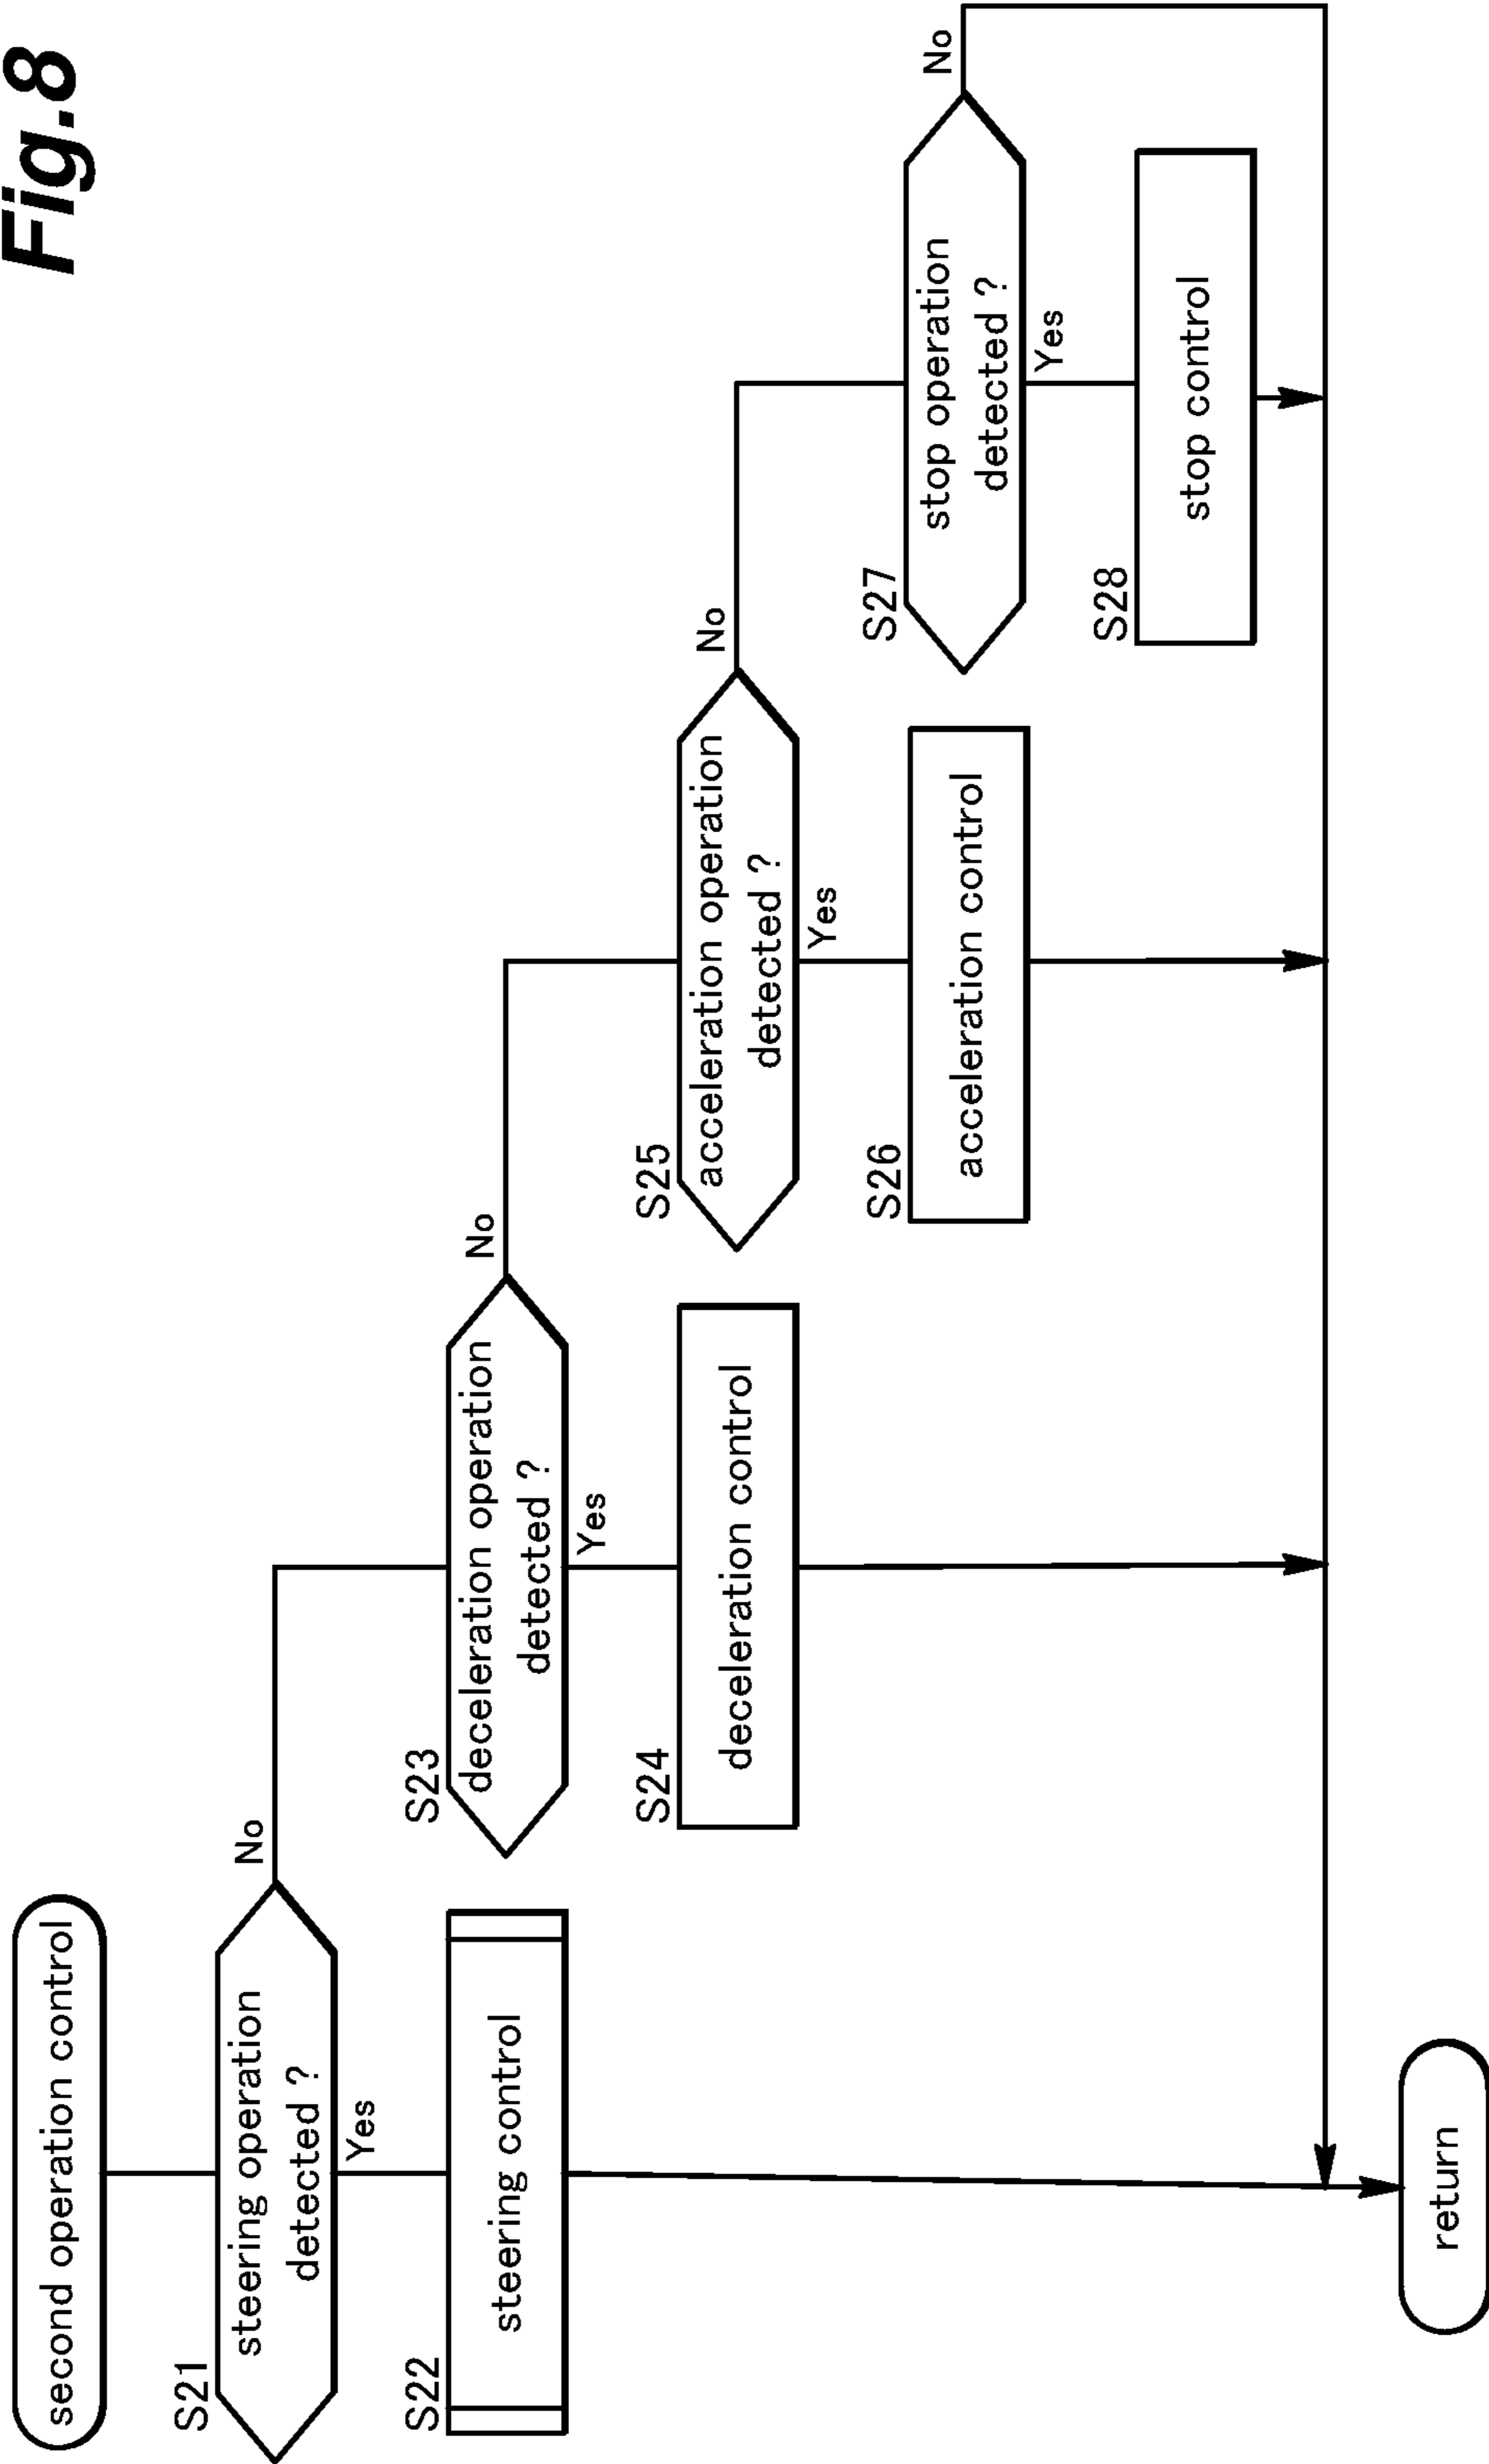 Fig.8
second operation control
S21
steering operation
detected ?
No
Yes
S22
steering control
S23
deceleration operation
detected ?
No
Yes
S24
deceleration control
S25
acceleration operation
detected ?
No
Yes
S26
acceleration control
S27
stop operation
detected ?
No
Yes
S28
stop control
return